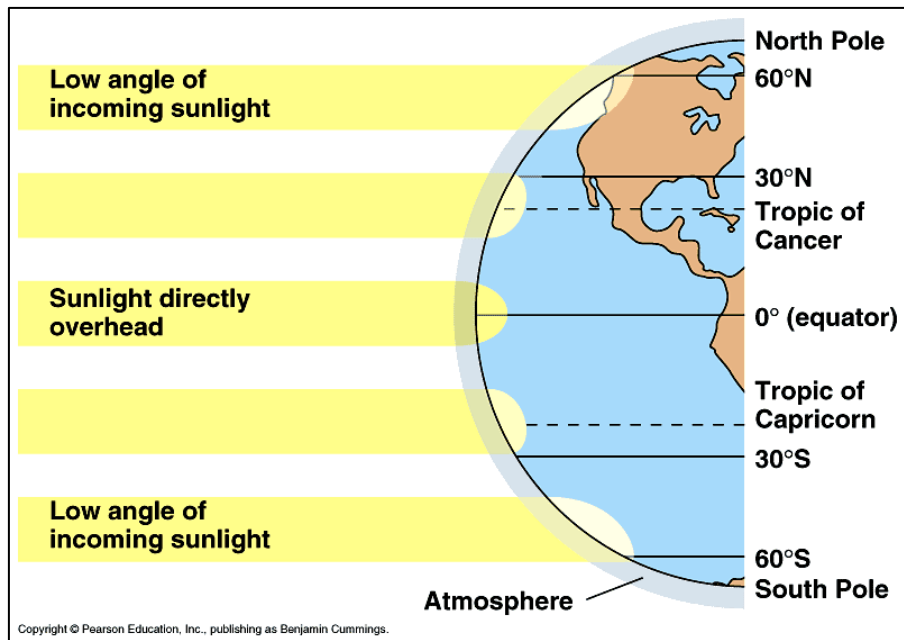 North Pole
Low angle of
incoming sunlight
60°N
30°N
Tropic of
Cancer
Sunlight directly
overhead
0° (equator)
Tropic of
Capricorn
30°S
Low angle of
incoming sunlight
60°S
South Pole
Atmosphere
Copyright © Pearson Education, Inc., publishing as Benjamin Cummings.